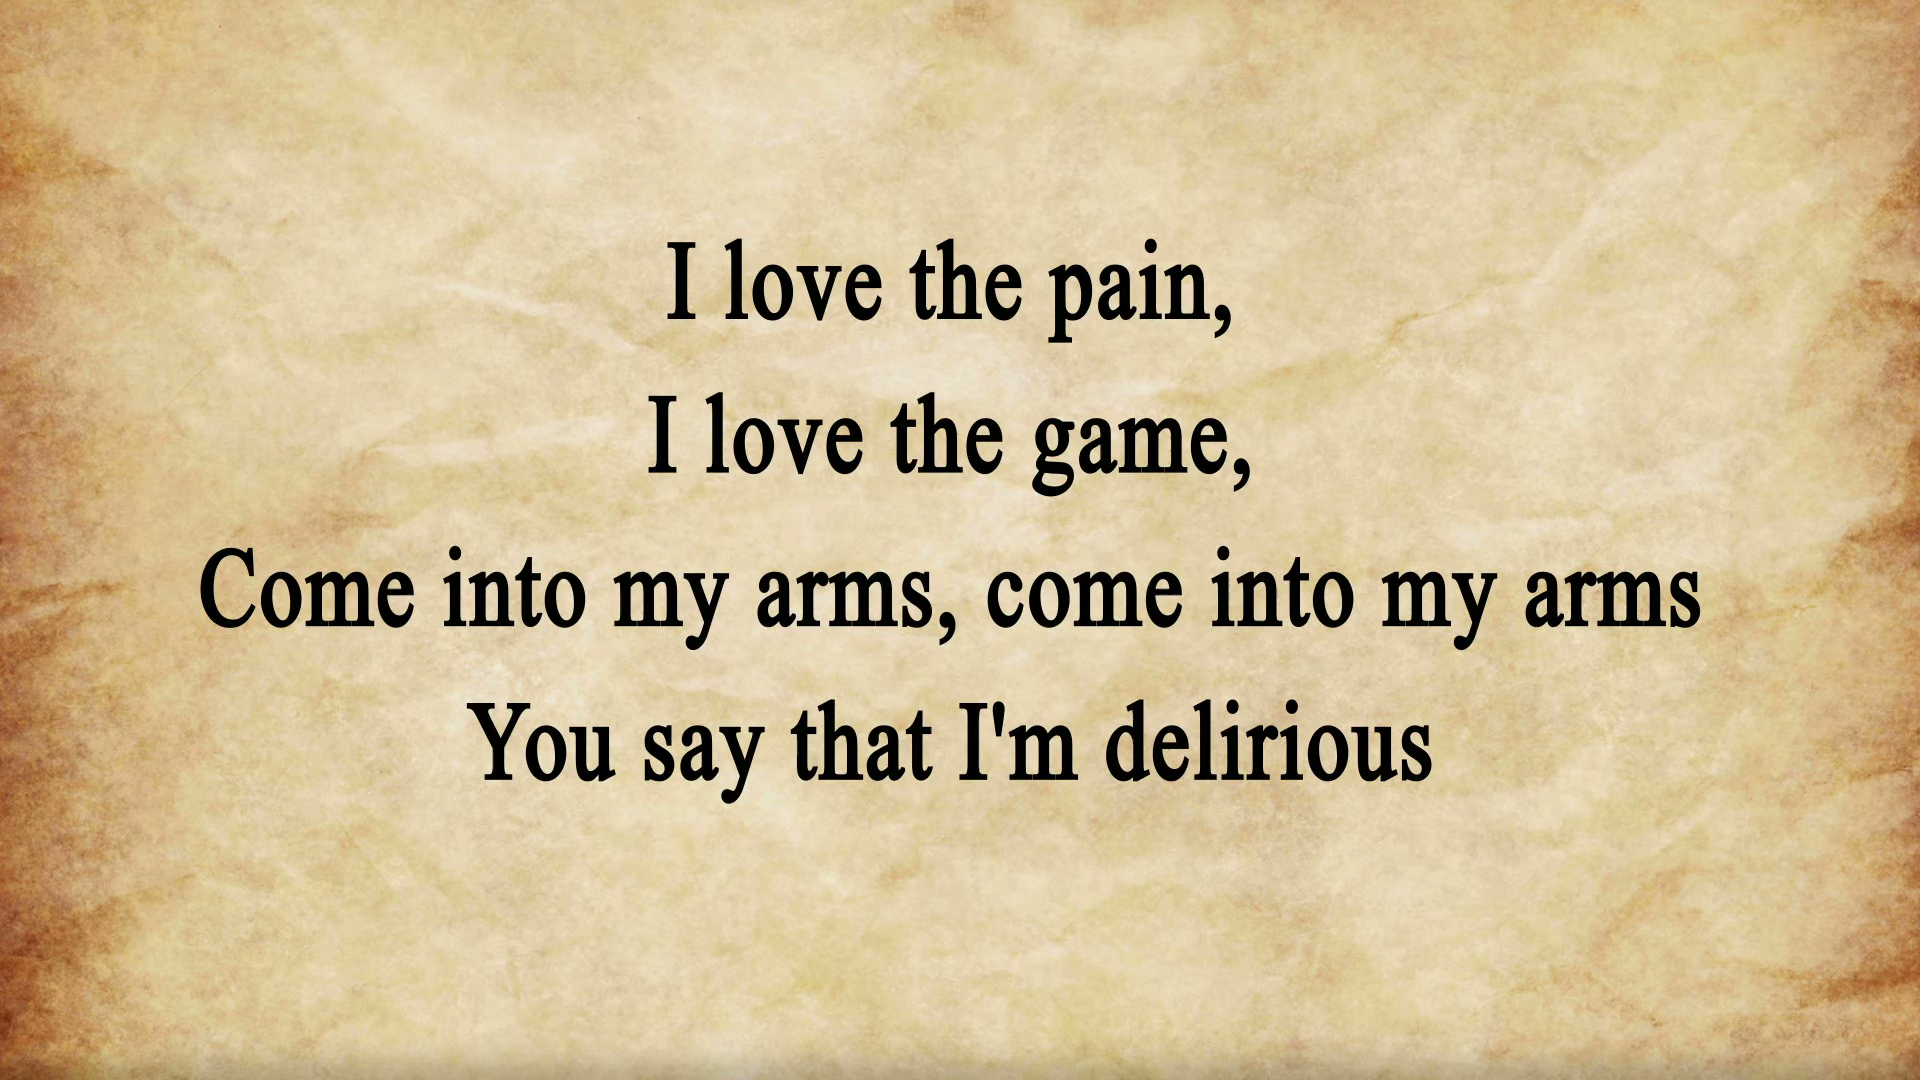 I love the pain,
I love the game,
Come into my arms, come into my arms
You say that I'm delirious